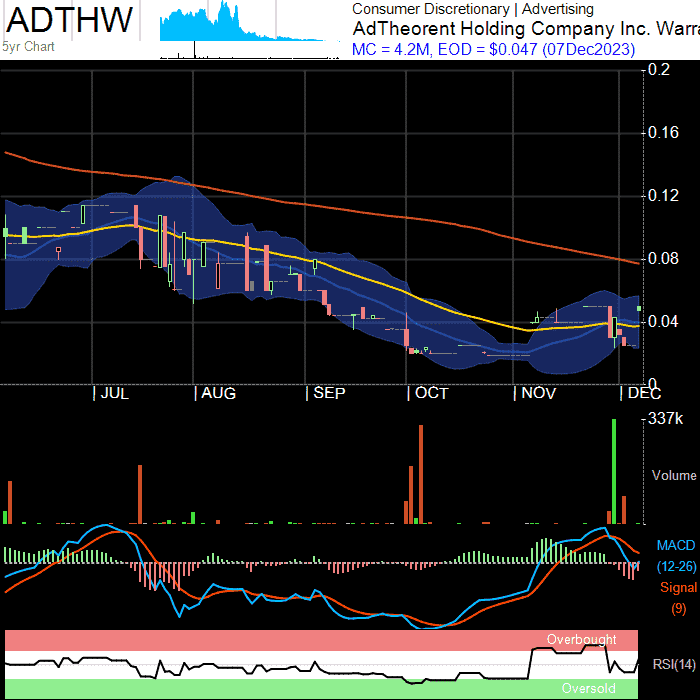 ADTHW
5yr Chart
Consumer Discretionary | Advertising
AdTheorent Holding Company Inc. Warra
MC = 4.2M, EOD = $0.047 (07Dec2023)
0.2
0.16
0.12
0.08
0.04
0
JUL AUG SEP OCT NOV DEC
337k
Volume
MACD
(12-26)
Signal
(9)
Overbought
RSI(14)
Oversold